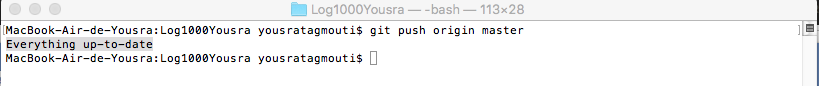 Log1000Yousra — -bash — 113×28
[MacBook-Air-de-Yousra:Log1000Yousra yousratagmouti$ git push origin master ]
Everything up-to-date
MacBook-Air-de-Yousra:Log1000Yousra yousratagmouti$